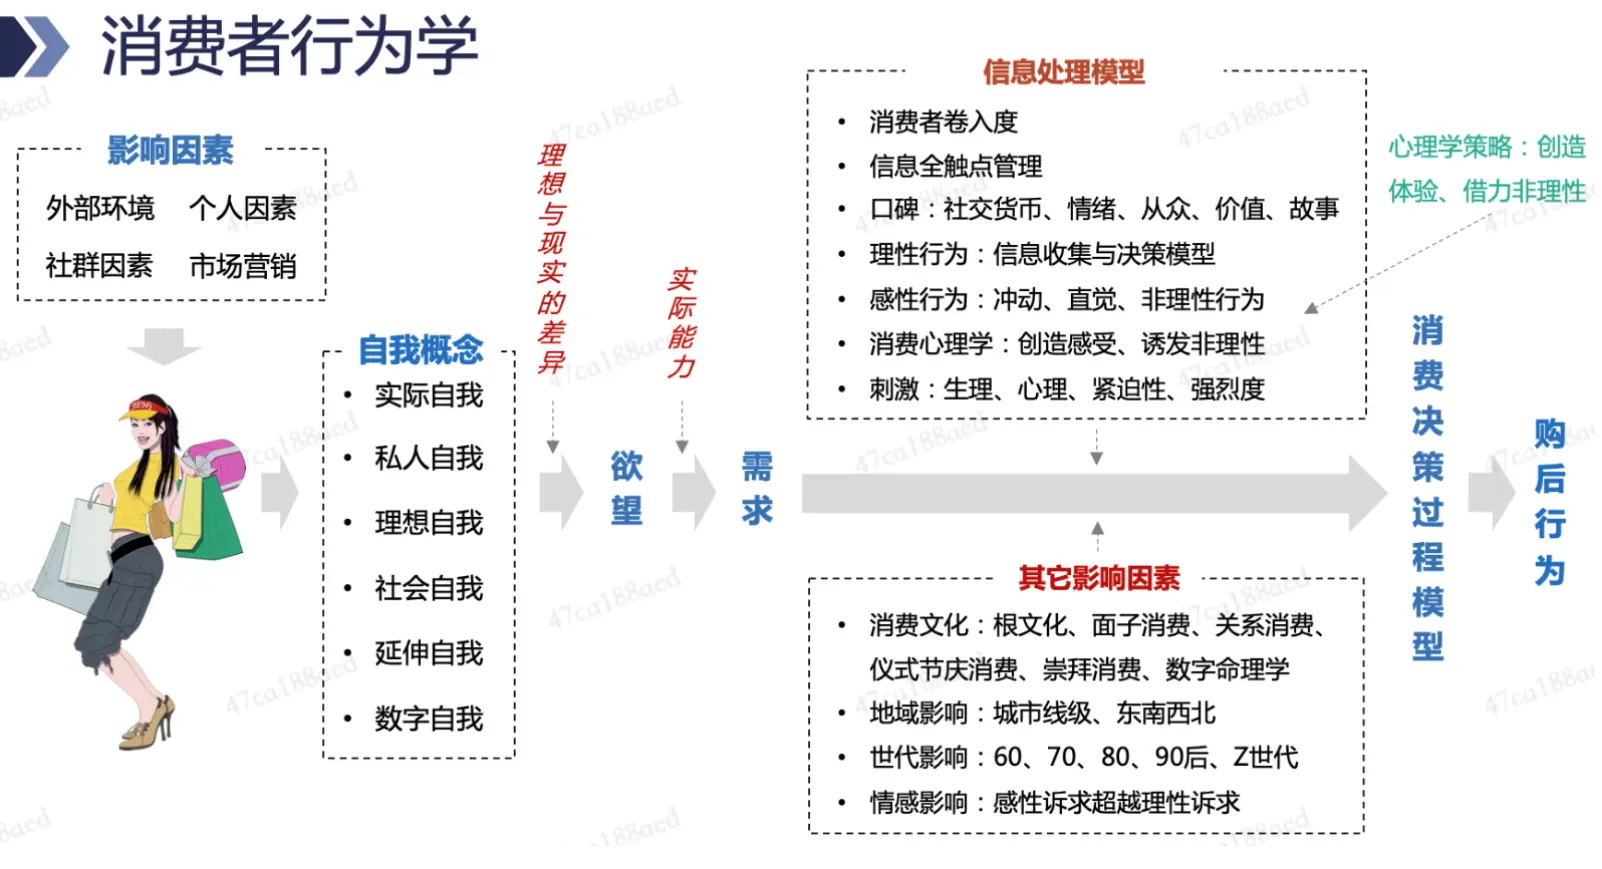 消费者行为学
影响因素
外部环境 个人因素
社群因素 市场营销
自我概念
• 实际自我
• 私人自我
• 理想自我
• 社会自我
• 延伸自我
• 数字自我
理想与现实的差异
欲望
实际能力
需求
信息处理模型
• 消费者卷入度
• 信息全触点管理
• 口碑：社交货币、情绪、从众、价值、故事
• 理性行为：信息收集与决策模型
• 感性行为：冲动、直觉、非理性行为
• 消费心理学：创造感受、诱发非理性
• 刺激：生理、心理、紧迫性、强烈度
心理学策略：创造
体验、借力非理性
其它影响因素
• 消费文化：根文化、面子消费、关系消费、
仪式节庆消费、崇拜消费、数字命理学
• 地域影响：城市线级、东南西北
• 世代影响：60、70、80、90后、Z世代
• 情感影响：感性诉求超越理性诉求
消费决策过程模型
购后行为
47ca188aed